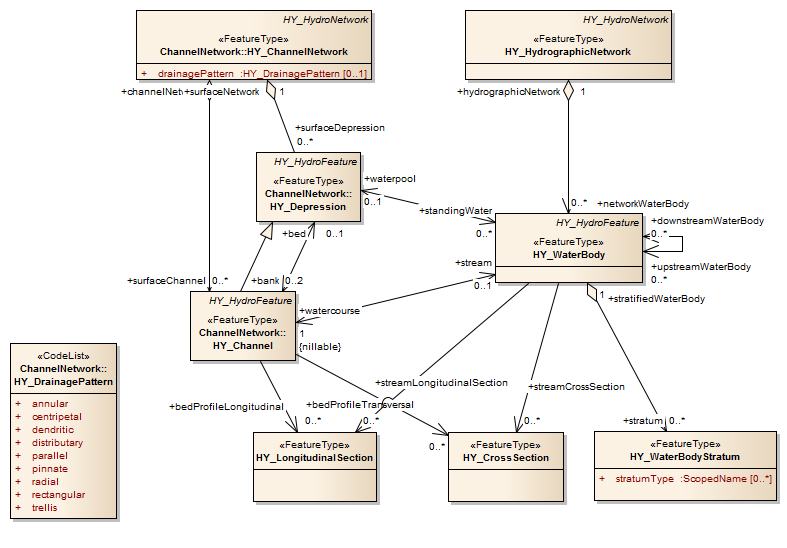 HY_HydroNetwork
«FeatureType»
ChannelNetwork::HY_ChannelNetwork
+ drainagePattern :HY_DrainagePattern [0..1]
HY_HydroNetwork
«FeatureType»
HY_HydrographicNetwork
+channelNet
+surfaceNetwork
1
+hydrographicNetwork
1
+surfaceDepression
0..*
HY_HydroFeature
«FeatureType»
ChannelNetwork::
HY_Depression
+waterpool
0..1
+standingWater
0..*
0..*
+networkWaterBody
HY_HydroFeature
«FeatureType»
HY_WaterBody
+downstreamWaterBody
0..*
+upstreamWaterBody
0..*
+bed
0..1
+bank
0..2
+surfaceChannel
0..*
+stream
0..1
1
+stratifiedWaterBody
HY_HydroFeature
«FeatureType»
ChannelNetwork::
HY_Channel
+watercourse
1
{nillable}
«CodeList»
ChannelNetwork::
HY_DrainagePattern
+ annular
+ centripetal
+ dendritic
+ distributary
+ parallel
+ pinnate
+ radial
+ rectangular
+ trellis
+streamLongitudinalSection
+streamCrossSection
+bedProfileLongitudinal
0..*
+bedProfileTransversal
0..*
0..*
0..*
+stratum
0..*
«FeatureType»
HY_LongitudinalSection
«FeatureType»
HY_CrossSection
«FeatureType»
HY_WaterBodyStratum
+ stratumType :ScopedName [0..*]